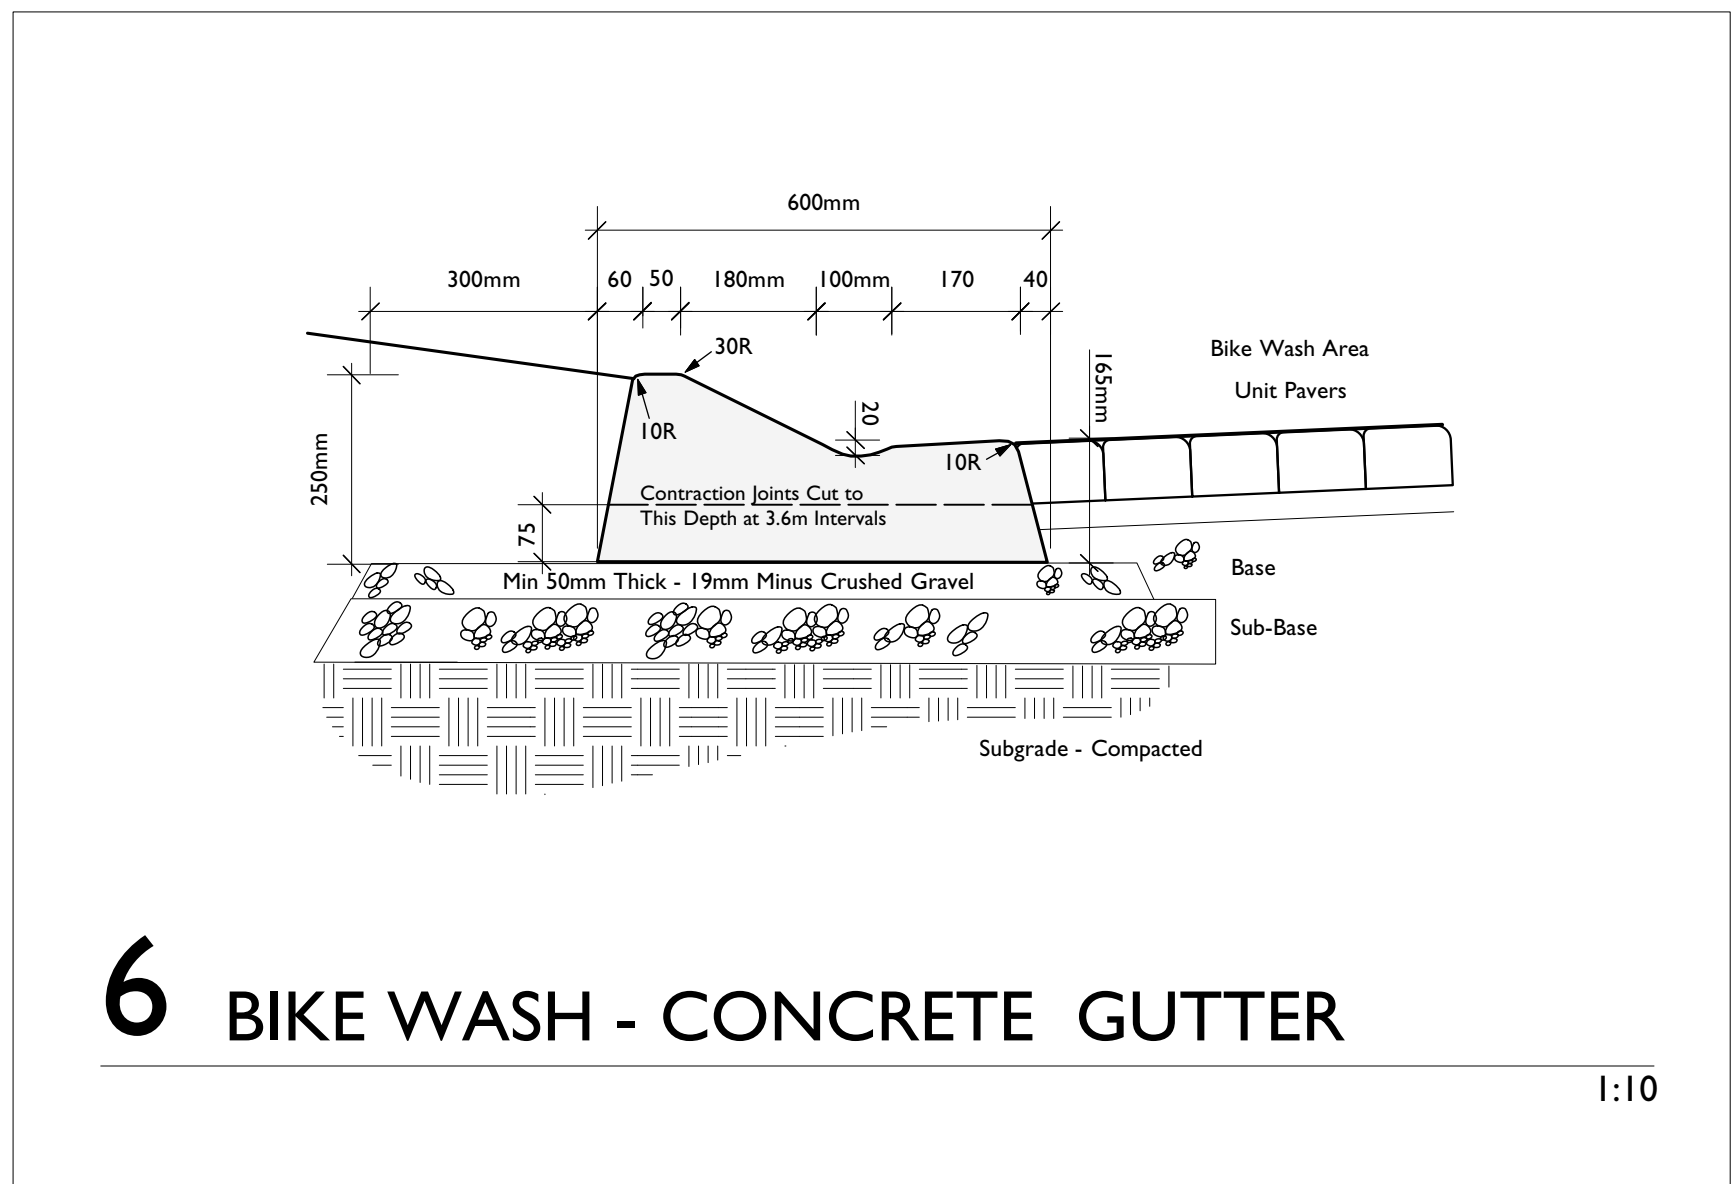 600mm
300mm
60
50
180mm
100mm
170
40
30R
165mm
Bike Wash Area
Unit Pavers
20
10R
10R
250mm
Contraction Joints Cut to
This Depth at 3.6m Intervals
75
Min 50mm Thick - 19mm Minus Crushed Gravel
Base
Sub-Base
Subgrade - Compacted
6 BIKE WASH - CONCRETE GUTTER
1:10